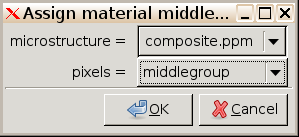 Assign material middle...
microstructure = composite.ppm
pixels = middlegroup
OK Cancel